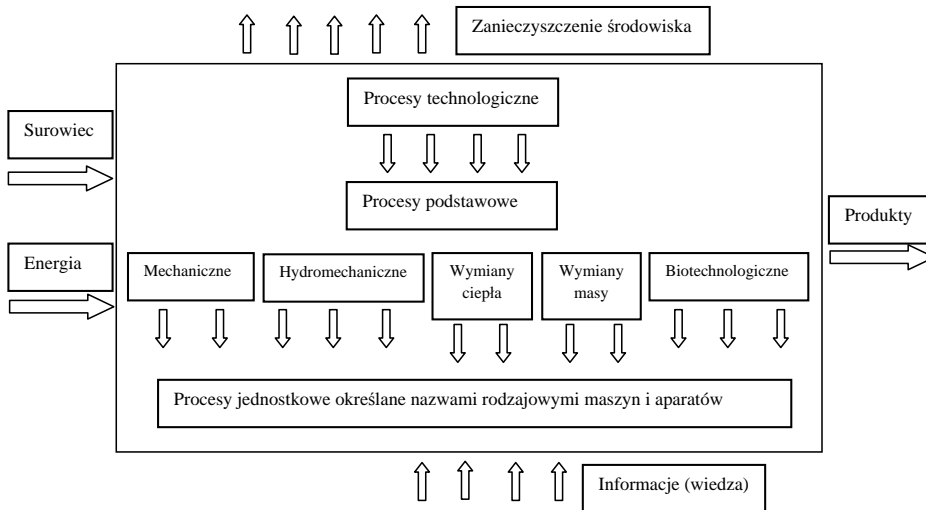 Zanieczyszczenie środowiska
Procesy technologiczne
Surowiec
Procesy podstawowe
Produkty
Energia
Mechaniczne
Hydromechaniczne
Wymiany
ciepła
Wymiany
masy
Biotechnologiczne
Procesy jednostkowe określane nazwami rodzajowymi maszyn i aparatów
Informacje (wiedza)